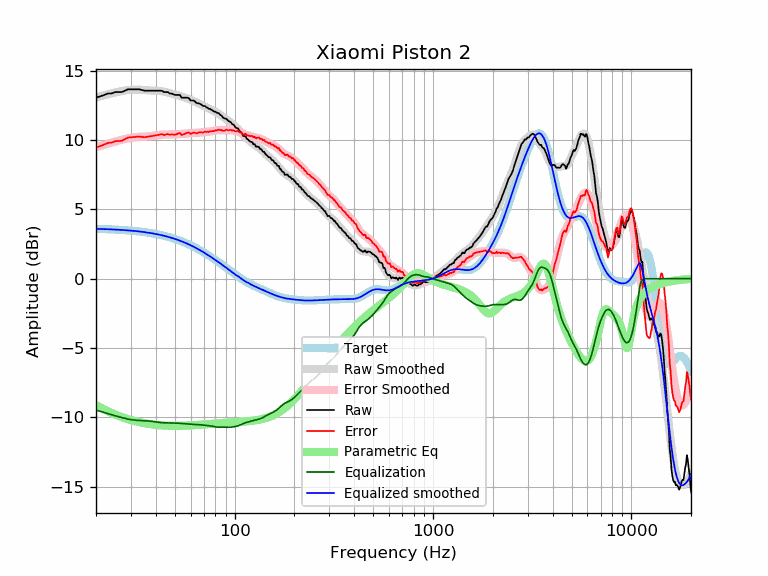 Xiaomi Piston 2
Amplitude (dBr)
15
10
5
0
−5
−10
−15
Target
Raw Smoothed
Error Smoothed
Raw
Error
Parametric Eq
Equalization
Equalized smoothed
100
1000
10000
Frequency (Hz)